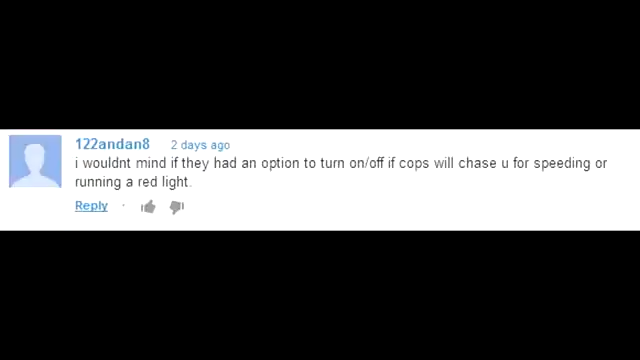 122andan8 2 days ago
i wouldnt mind if they had an option to turn on/off if cops will chase u for speeding or
running a red light.
Reply ·